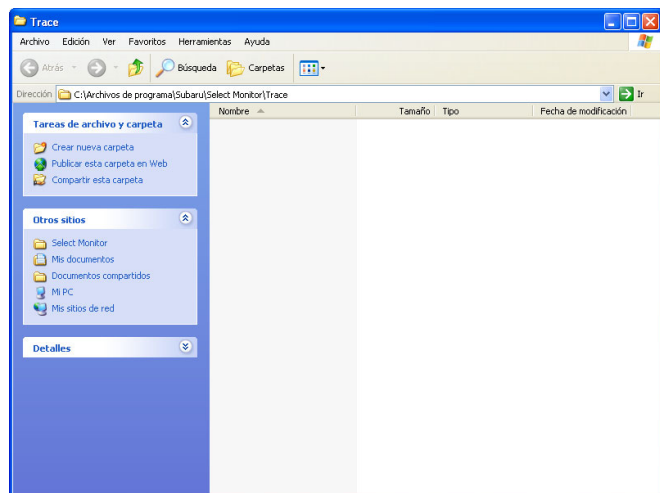 Trace
Archivo Edición Ver Favoritos Herramientas Ayuda
Atrás Búsqueda Carpetas
Dirección C:\Archivos de programa\Subaru\Select Monitor\Trace Ir
Nombre Tamaño Tipo Fecha de modificación
Tareas de archivo y carpeta
Crear nueva carpeta
Publicar esta carpeta en Web
Compartir esta carpeta
Otros sitios
Select Monitor
Mis documentos
Documentos compartidos
Mi PC
Mis sitios de red
Detalles